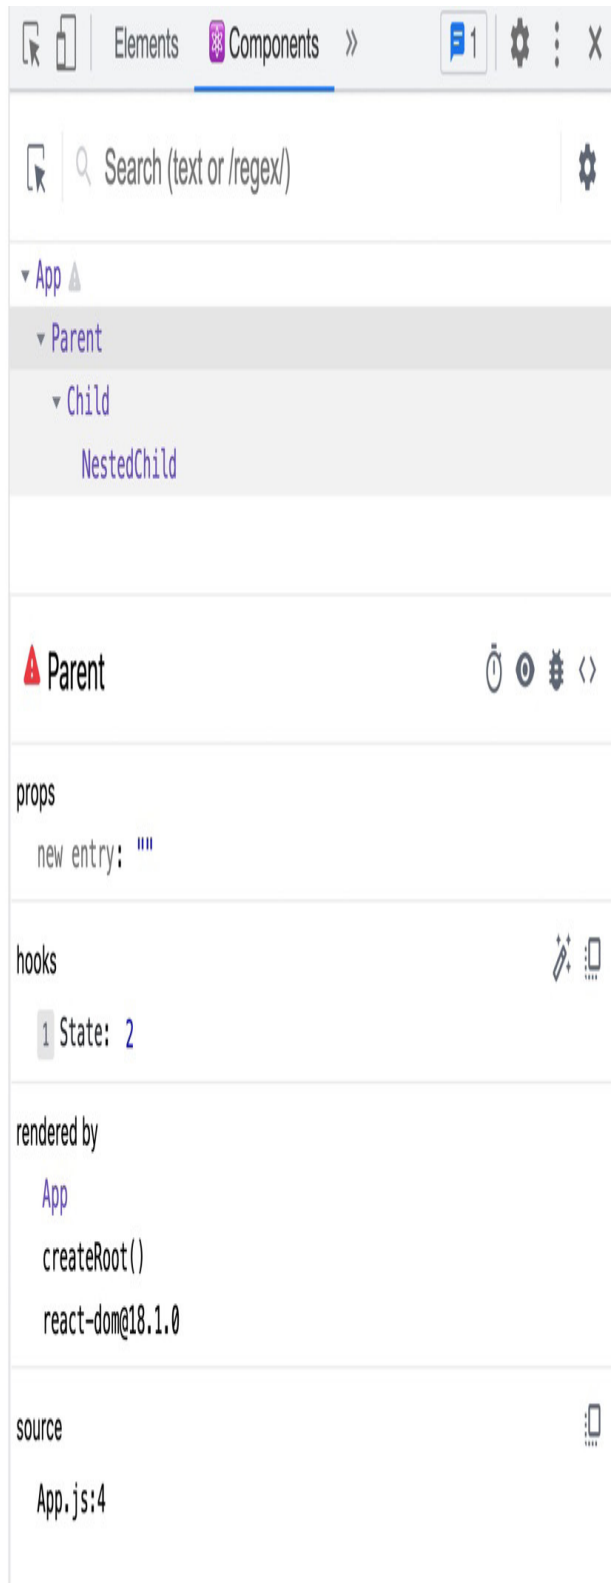 Elements Components 1
Search (text or /regex/)
App
Parent
Child
NestedChild
Parent
props
new entry: ""
hooks
1 State: 2
rendered by
App
createRoot()
react-dom@18.1.0
source
App.js:4